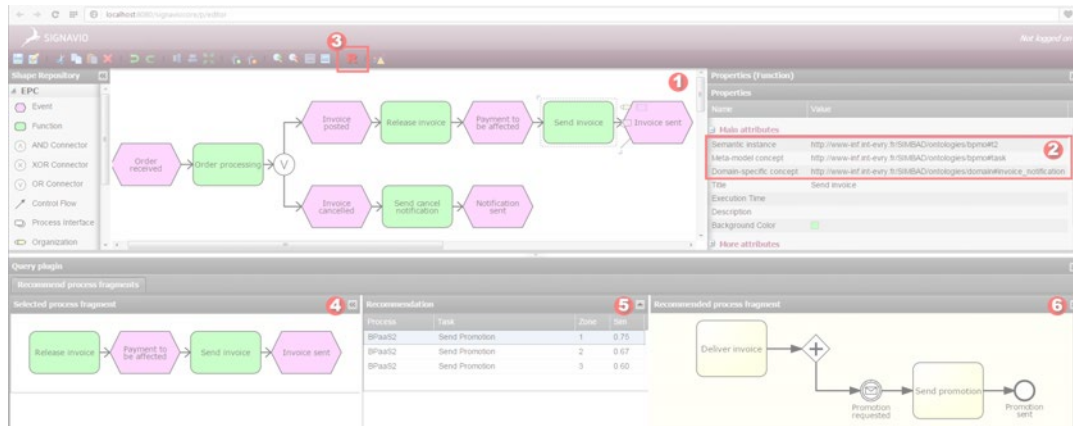 localhost:8080/signaviocore/p/editor
SIGNAVIO
Not logged on
3
Shape Repository
EPC
Event
Function
AND Connector
XOR Connector
OR Connector
Control Flow
Process Interface
Organization
1
Order
received
Order processing
V
Invoice
posted
Release invoice
Payment to
be affected
Send invoice
Invoice sent
Invoice
cancelled
Send cancel
notification
Notification
sent
Properties (Function)
Properties
Name Value
Main attributes
Semantic instance http://www-inf.int-evry.fr/SIMBAD/ontologies/bpmo#t2
Meta-model concept http://www-inf.int-evry.fr/SIMBAD/ontologies/bpmo#task
Domain-specific concept http://www-inf.int-evry.fr/SIMBAD/ontologies/domain#invoice_notification
2
Title Send invoice
Execution Time
Description
Background Color
More attributes
Query plugin
Recommend process fragments
Selected process fragment 4
Release invoice
Payment to
be affected
Send invoice
Invoice sent
Recommendation 5
Process Task Zone Sim
BPaaS2 Send Promotion 1 0.75
BPaaS2 Send Promotion 2 0.67
BPaaS2 Send Promotion 3 0.60
Recommended process fragment 6
Deliver invoice
Promotion
requested
Send promotion
Promotion
sent